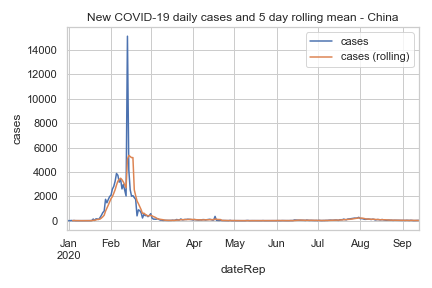 New COVID-19 daily cases and 5 day rolling mean - China
cases
cases (rolling)
14000
12000
10000
8000
6000
4000
2000
0
cases
Jan Feb Mar Apr May Jun Jul Aug Sep
2020
dateRep